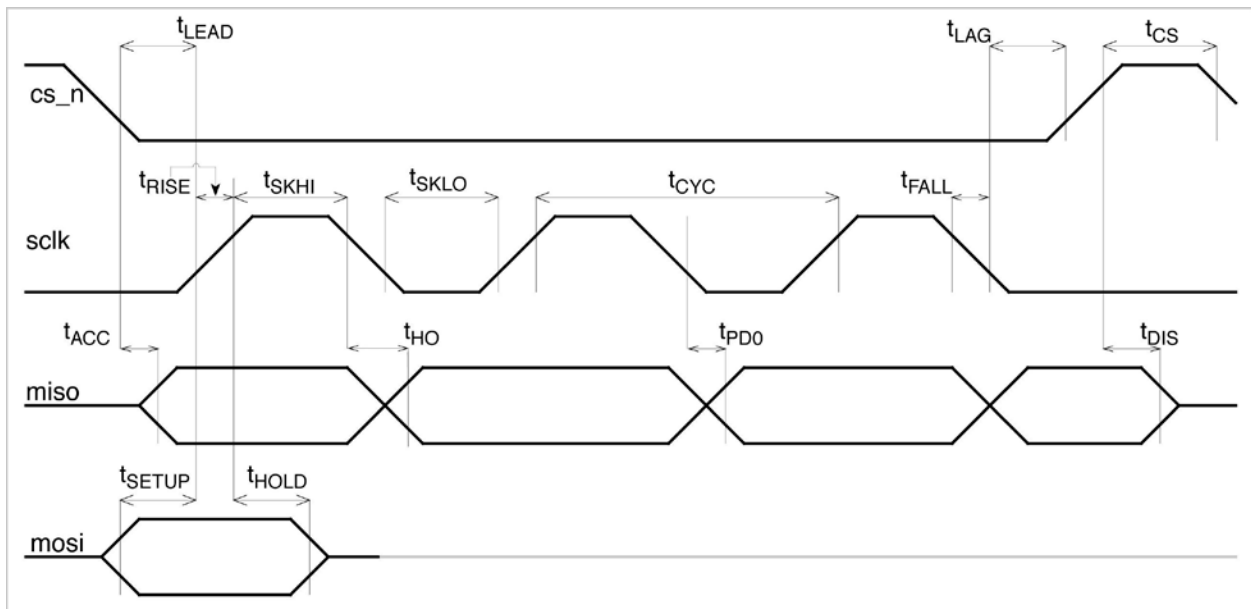 tLEAD
tLAG
tCS
cs_n
tRISE
tSKHI
tSKLO
tCYC
tFALL
sclk
tACC
tHO
tPD0
tDIS
miso
tSETUP
tHOLD
mosi